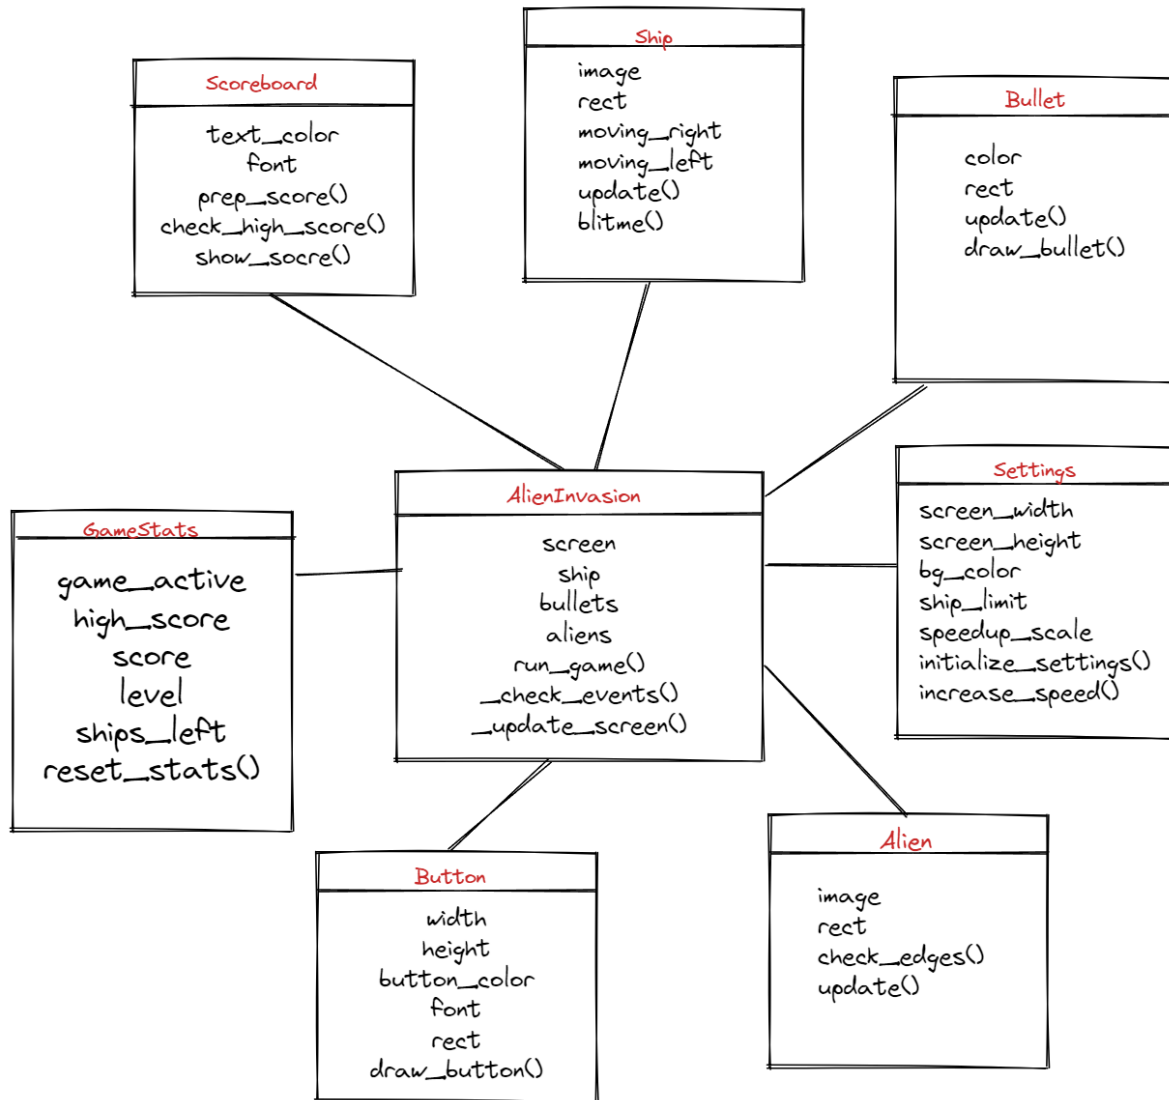 Scoreboard
text_color
font
prep_score()
check_high_score()
show_socre()
Ship
image
rect
moving_right
moving_left
update()
blitme()
Bullet
color
rect
update()
draw_bullet()
GameStats
game_active
high_score
score
level
ships_left
reset_stats()
AlienInvasion
screen
ship
bullets
aliens
run_game()
_check_events()
_update_screen()
Settings
screen_width
screen_height
bg_color
ship_limit
speedup_scale
initialize_settings()
increase_speed()
Button
width
height
button_color
font
rect
draw_button()
Alien
image
rect
check_edges()
update()